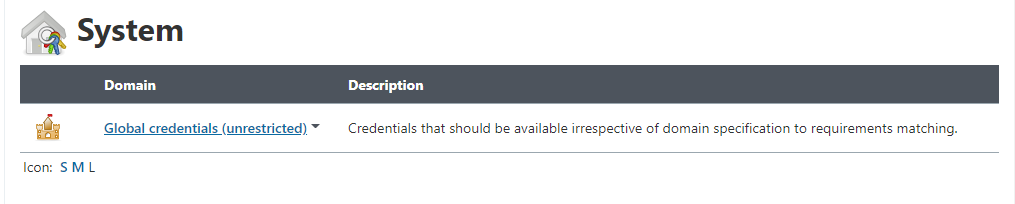 System
Domain Description
Global credentials (unrestricted) Credentials that should be available irrespective of domain specification to requirements matching.
Icon: S M L